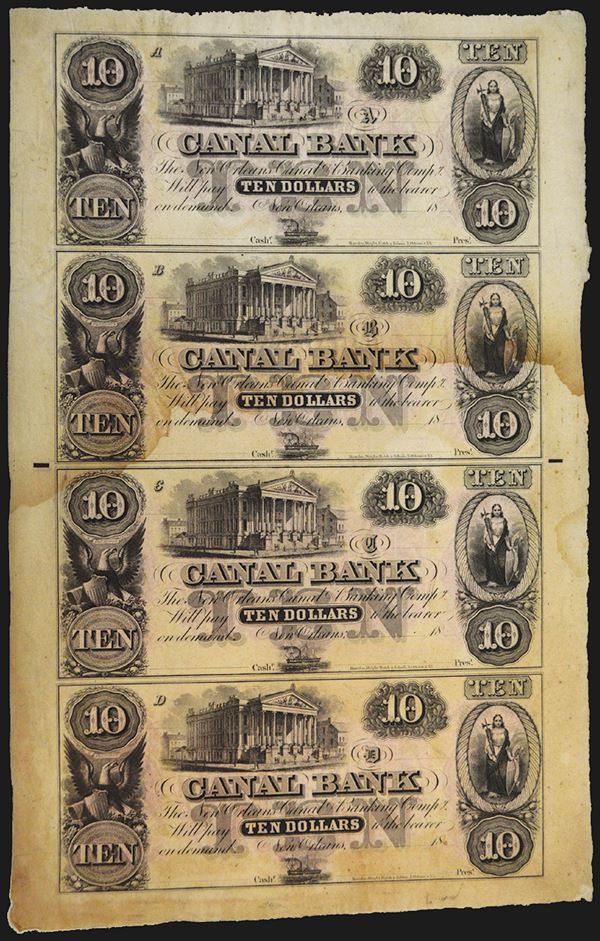 A
10 10 TEN
A
CANAL BANK
The New Orleans Canal & Banking Comp.y.
Will pay TEN DOLLARS to the bearer
on demand. New Orleans, 18
TEN 10
Cash.r Pres.t
B
10 10 TEN
B
CANAL BANK
The New Orleans Canal & Banking Comp.y.
Will pay TEN DOLLARS to the bearer
on demand. New Orleans, 18
TEN 10
Cash.r Pres.t
C
10 10 TEN
C
CANAL BANK
The New Orleans Canal & Banking Comp.y.
Will pay TEN DOLLARS to the bearer
on demand. New Orleans, 18
TEN 10
Cash.r Pres.t
D
10 10 TEN
D
CANAL BANK
The New Orleans Canal & Banking Comp.y.
Will pay TEN DOLLARS to the bearer
on demand. New Orleans, 18
TEN 10
Cash.r Pres.t